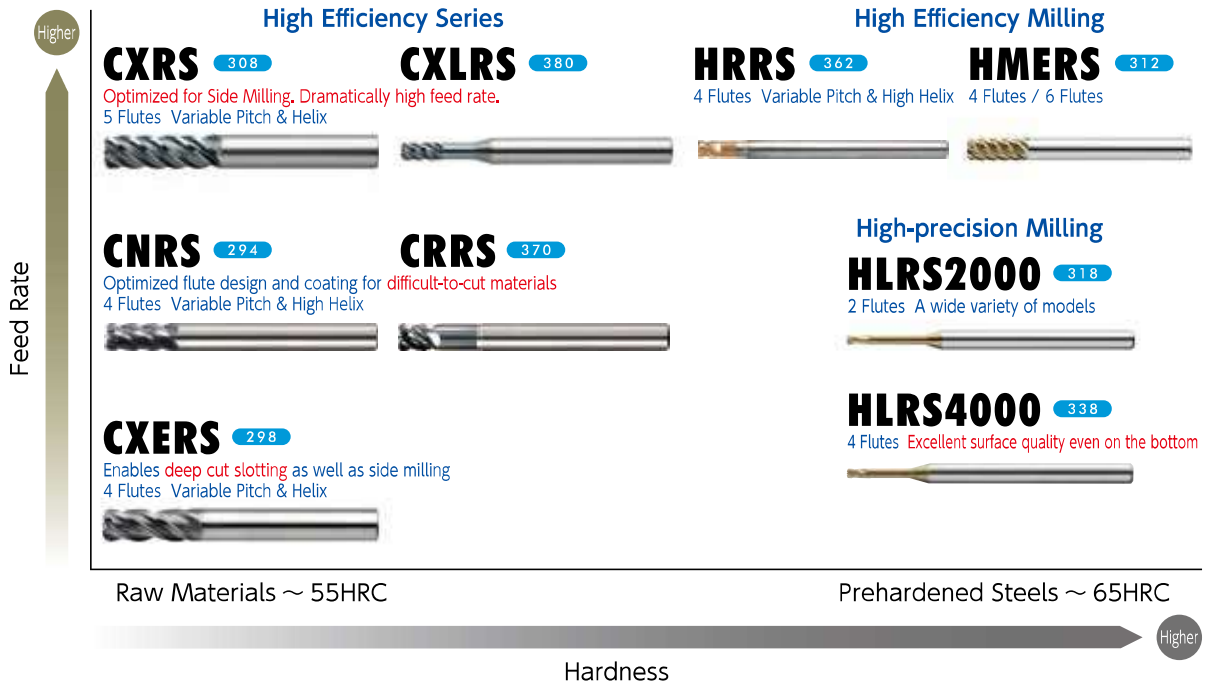 Higher
High Efficiency Series
High Efficiency Milling
CXRS 308
CXLRS 380
Optimized for Side Milling. Dramatically high feed rate.
5 Flutes Variable Pitch & Helix
HRRS 362
4 Flutes Variable Pitch & High Helix
HMERS 312
4 Flutes / 6 Flutes
CNRS 294
CRRS 370
Optimized flute design and coating for difficult-to-cut materials
4 Flutes Variable Pitch & High Helix
High-precision Milling
HLRS2000 318
2 Flutes A wide variety of models
HLRS4000 338
4 Flutes Excellent surface quality even on the bottom
CXERS 298
Enables deep cut slotting as well as side milling
4 Flutes Variable Pitch & Helix
Feed Rate
Raw Materials ~ 55HRC
Prehardened Steels ~ 65HRC
Higher
Hardness